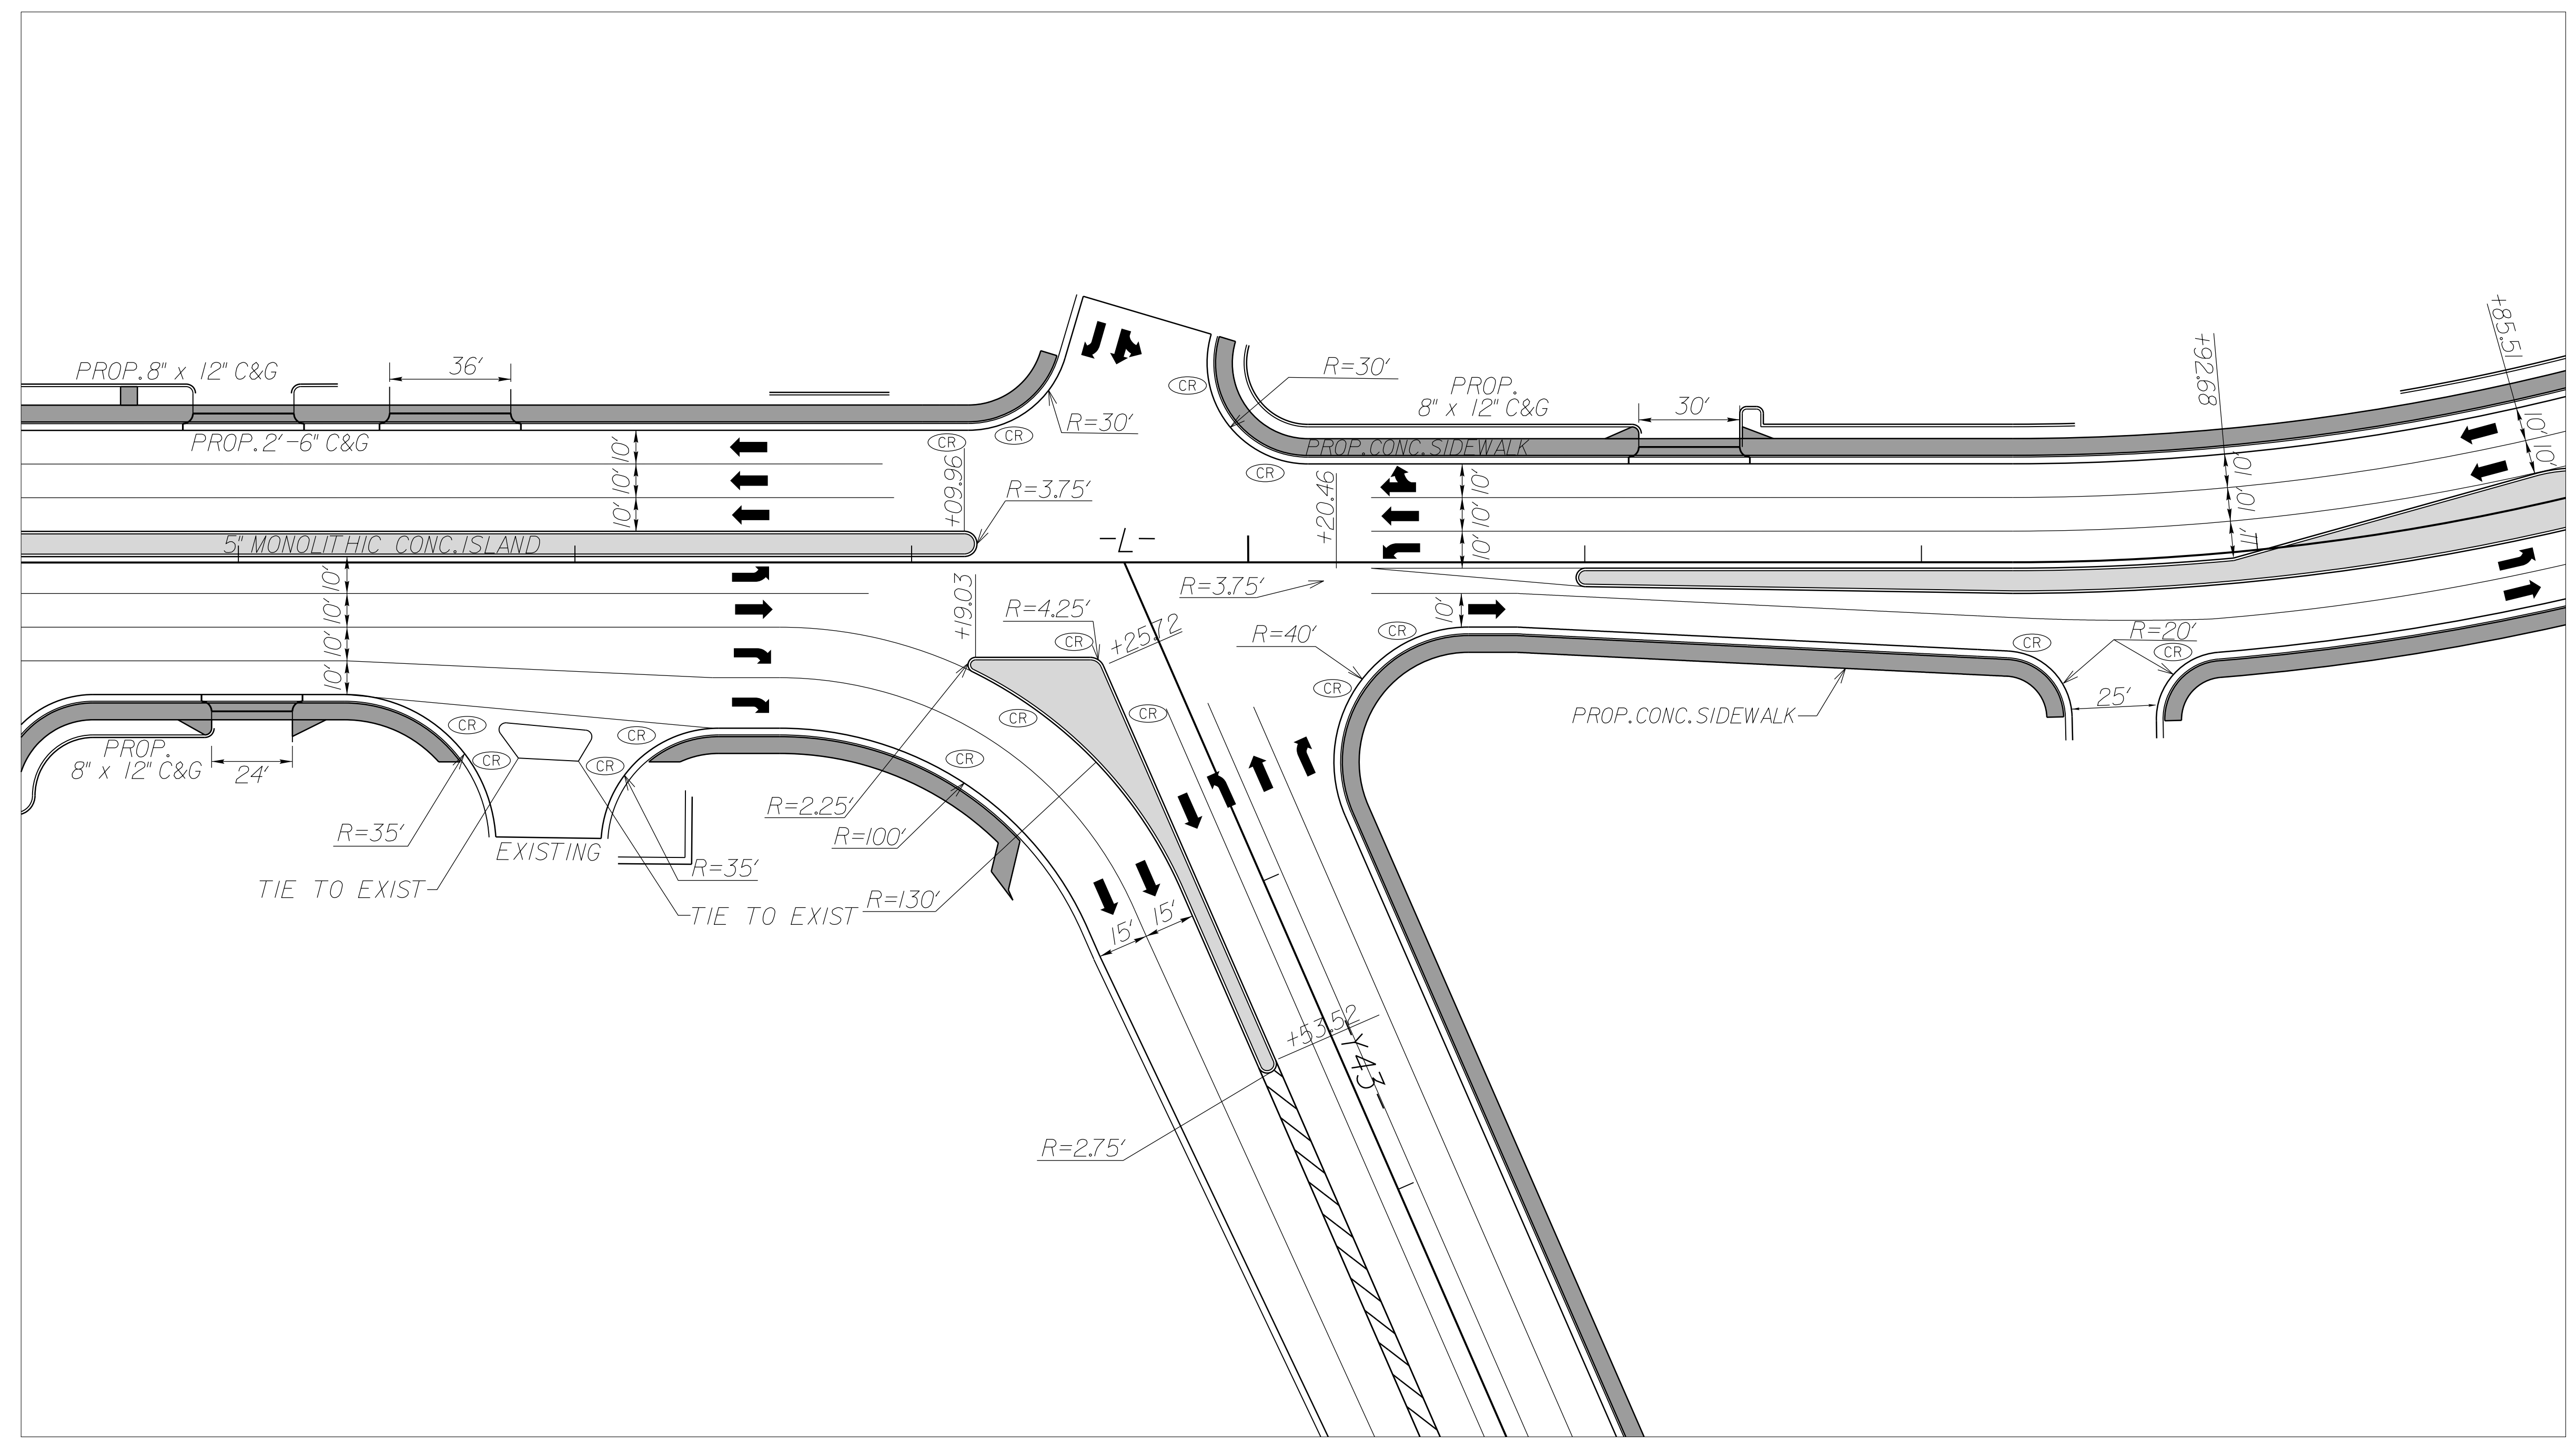 +85.51
+92.68
PROP. 8" x 12" C&G
36'
R=30'
PROP.
8" x 12" C&G
30'
R=30'
PROP. 2'-6" C&G
CR
CR
CR
CR
PROP. CONC. SIDEWALK
10'
10'
10'
10'
10'
10'
10'
10'
10'
10'
11'
+09.96
R=3.75'
+20.46
5" MONOLITHIC CONC. ISLAND
-L-
10'
10'
10'
10'
+19.03
R=4.25'
R=3.75'
10'
CR
+25.72
R=40'
CR
CR
R=20'
CR
CR
25'
PROP. CONC. SIDEWALK
CR
CR
CR
CR
CR
CR
CR
PROP.
8" x 12" C&G
24'
R=35'
EXISTING
R=2.25'
R=100'
R=35'
TIE TO EXIST
TIE TO EXIST
R=130'
15'
15'
+53.52
-Y43-
R=2.75'